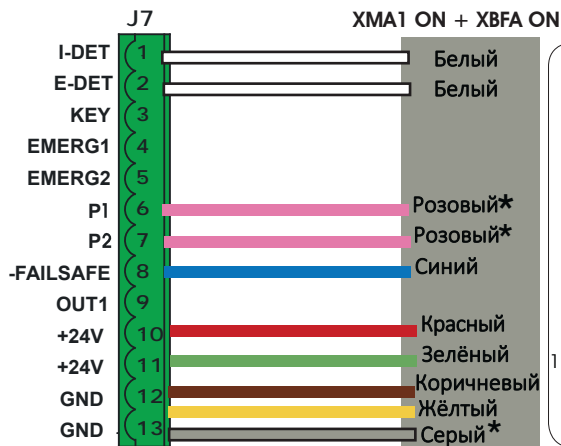 J7 XMA1 ON + XBFA ON
I-DET 1 Белый
E-DET 2 Белый
KEY 3
EMERG1 4
EMERG2 5
P1 6 Розовый*
P2 7 Розовый*
-FAILSAFE 8 Синий
OUT1 9
+24V 10 Красный
+24V 11 Зелёный
GND 12 Коричневый
Жёлтый
GND 13 Серый*
1